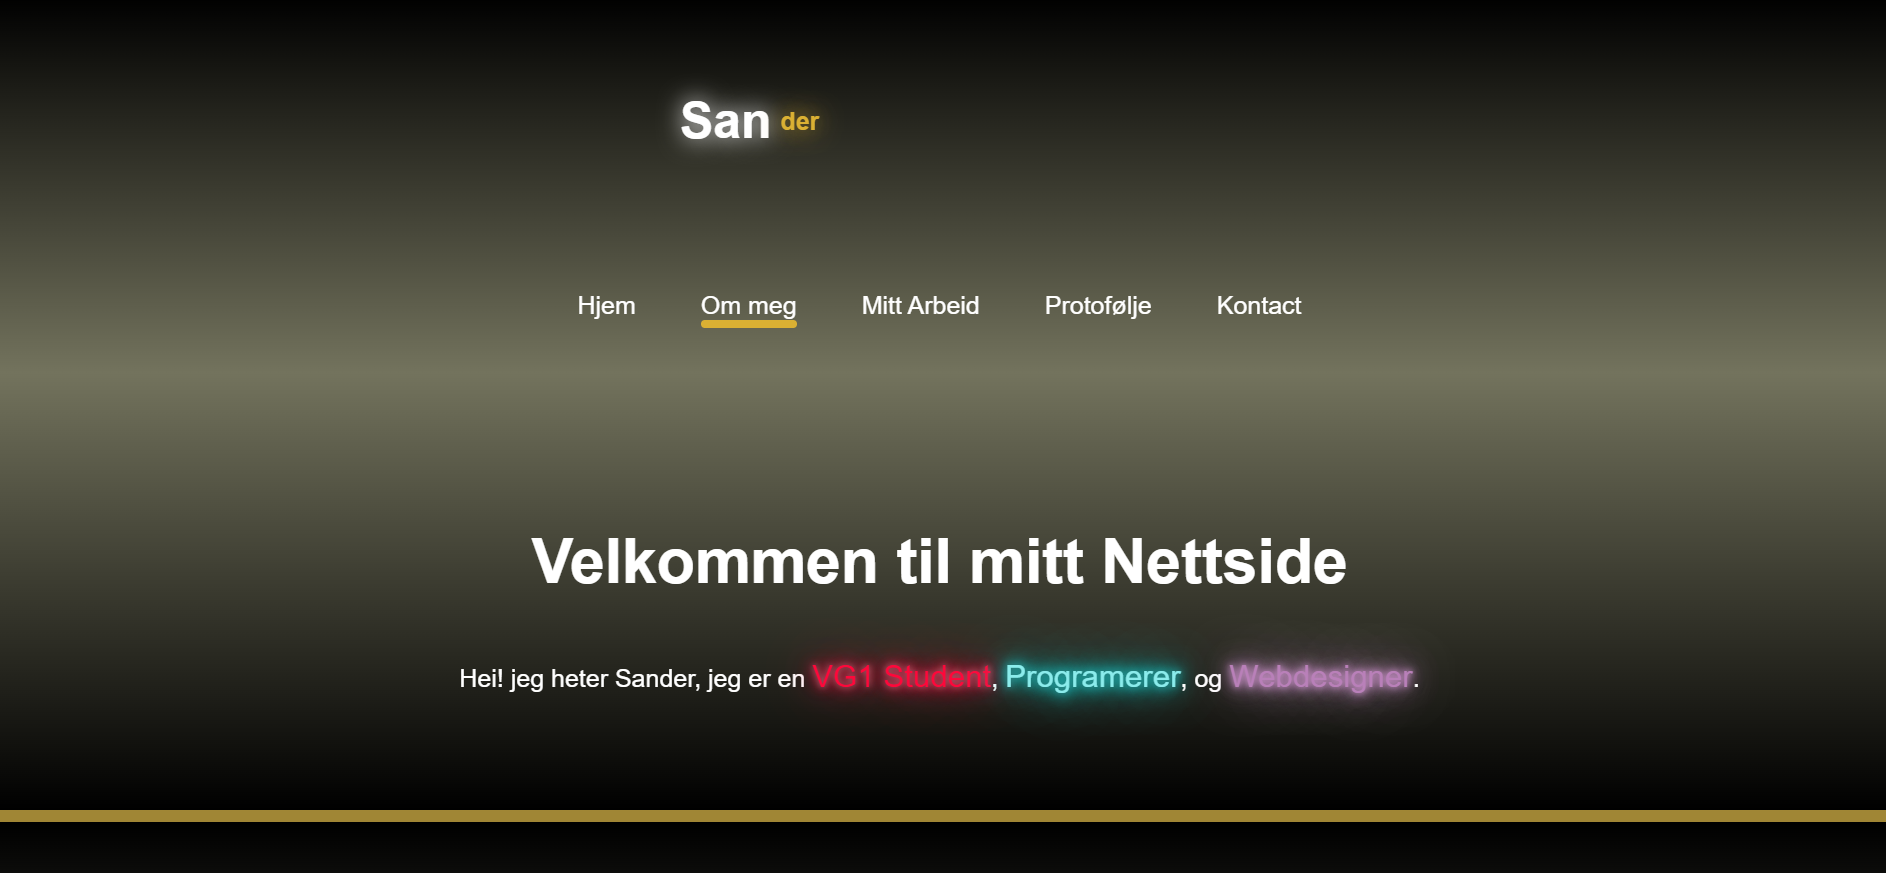 San der
Hjem Om meg Mitt Arbeid Protofølje Kontact
Velkommen til mitt Nettside
Hei! jeg heter Sander, jeg er en VG1 Student, Programerer, og Webdesigner.